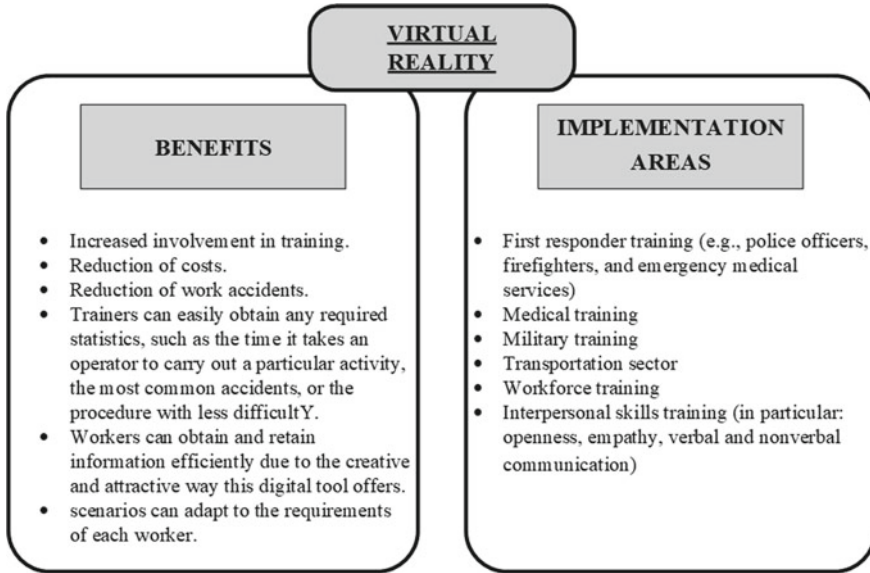 VIRTUAL
REALITY
BENEFITS
• Increased involvement in training.
• Reduction of costs.
• Reduction of work accidents.
• Trainers can easily obtain any required
statistics, such as the time it takes an
operator to carry out a particular activity,
the most common accidents, or the
procedure with less difficultY.
• Workers can obtain and retain
information efficiently due to the creative
and attractive way this digital tool offers.
• scenarios can adapt to the requirements
of each worker.
IMPLEMENTATION
AREAS
• First responder training (e.g., police officers,
firefighters, and emergency medical
services)
• Medical training
• Military training
• Transportation sector
• Workforce training
• Interpersonal skills training (in particular:
openness, empathy, verbal and nonverbal
communication)